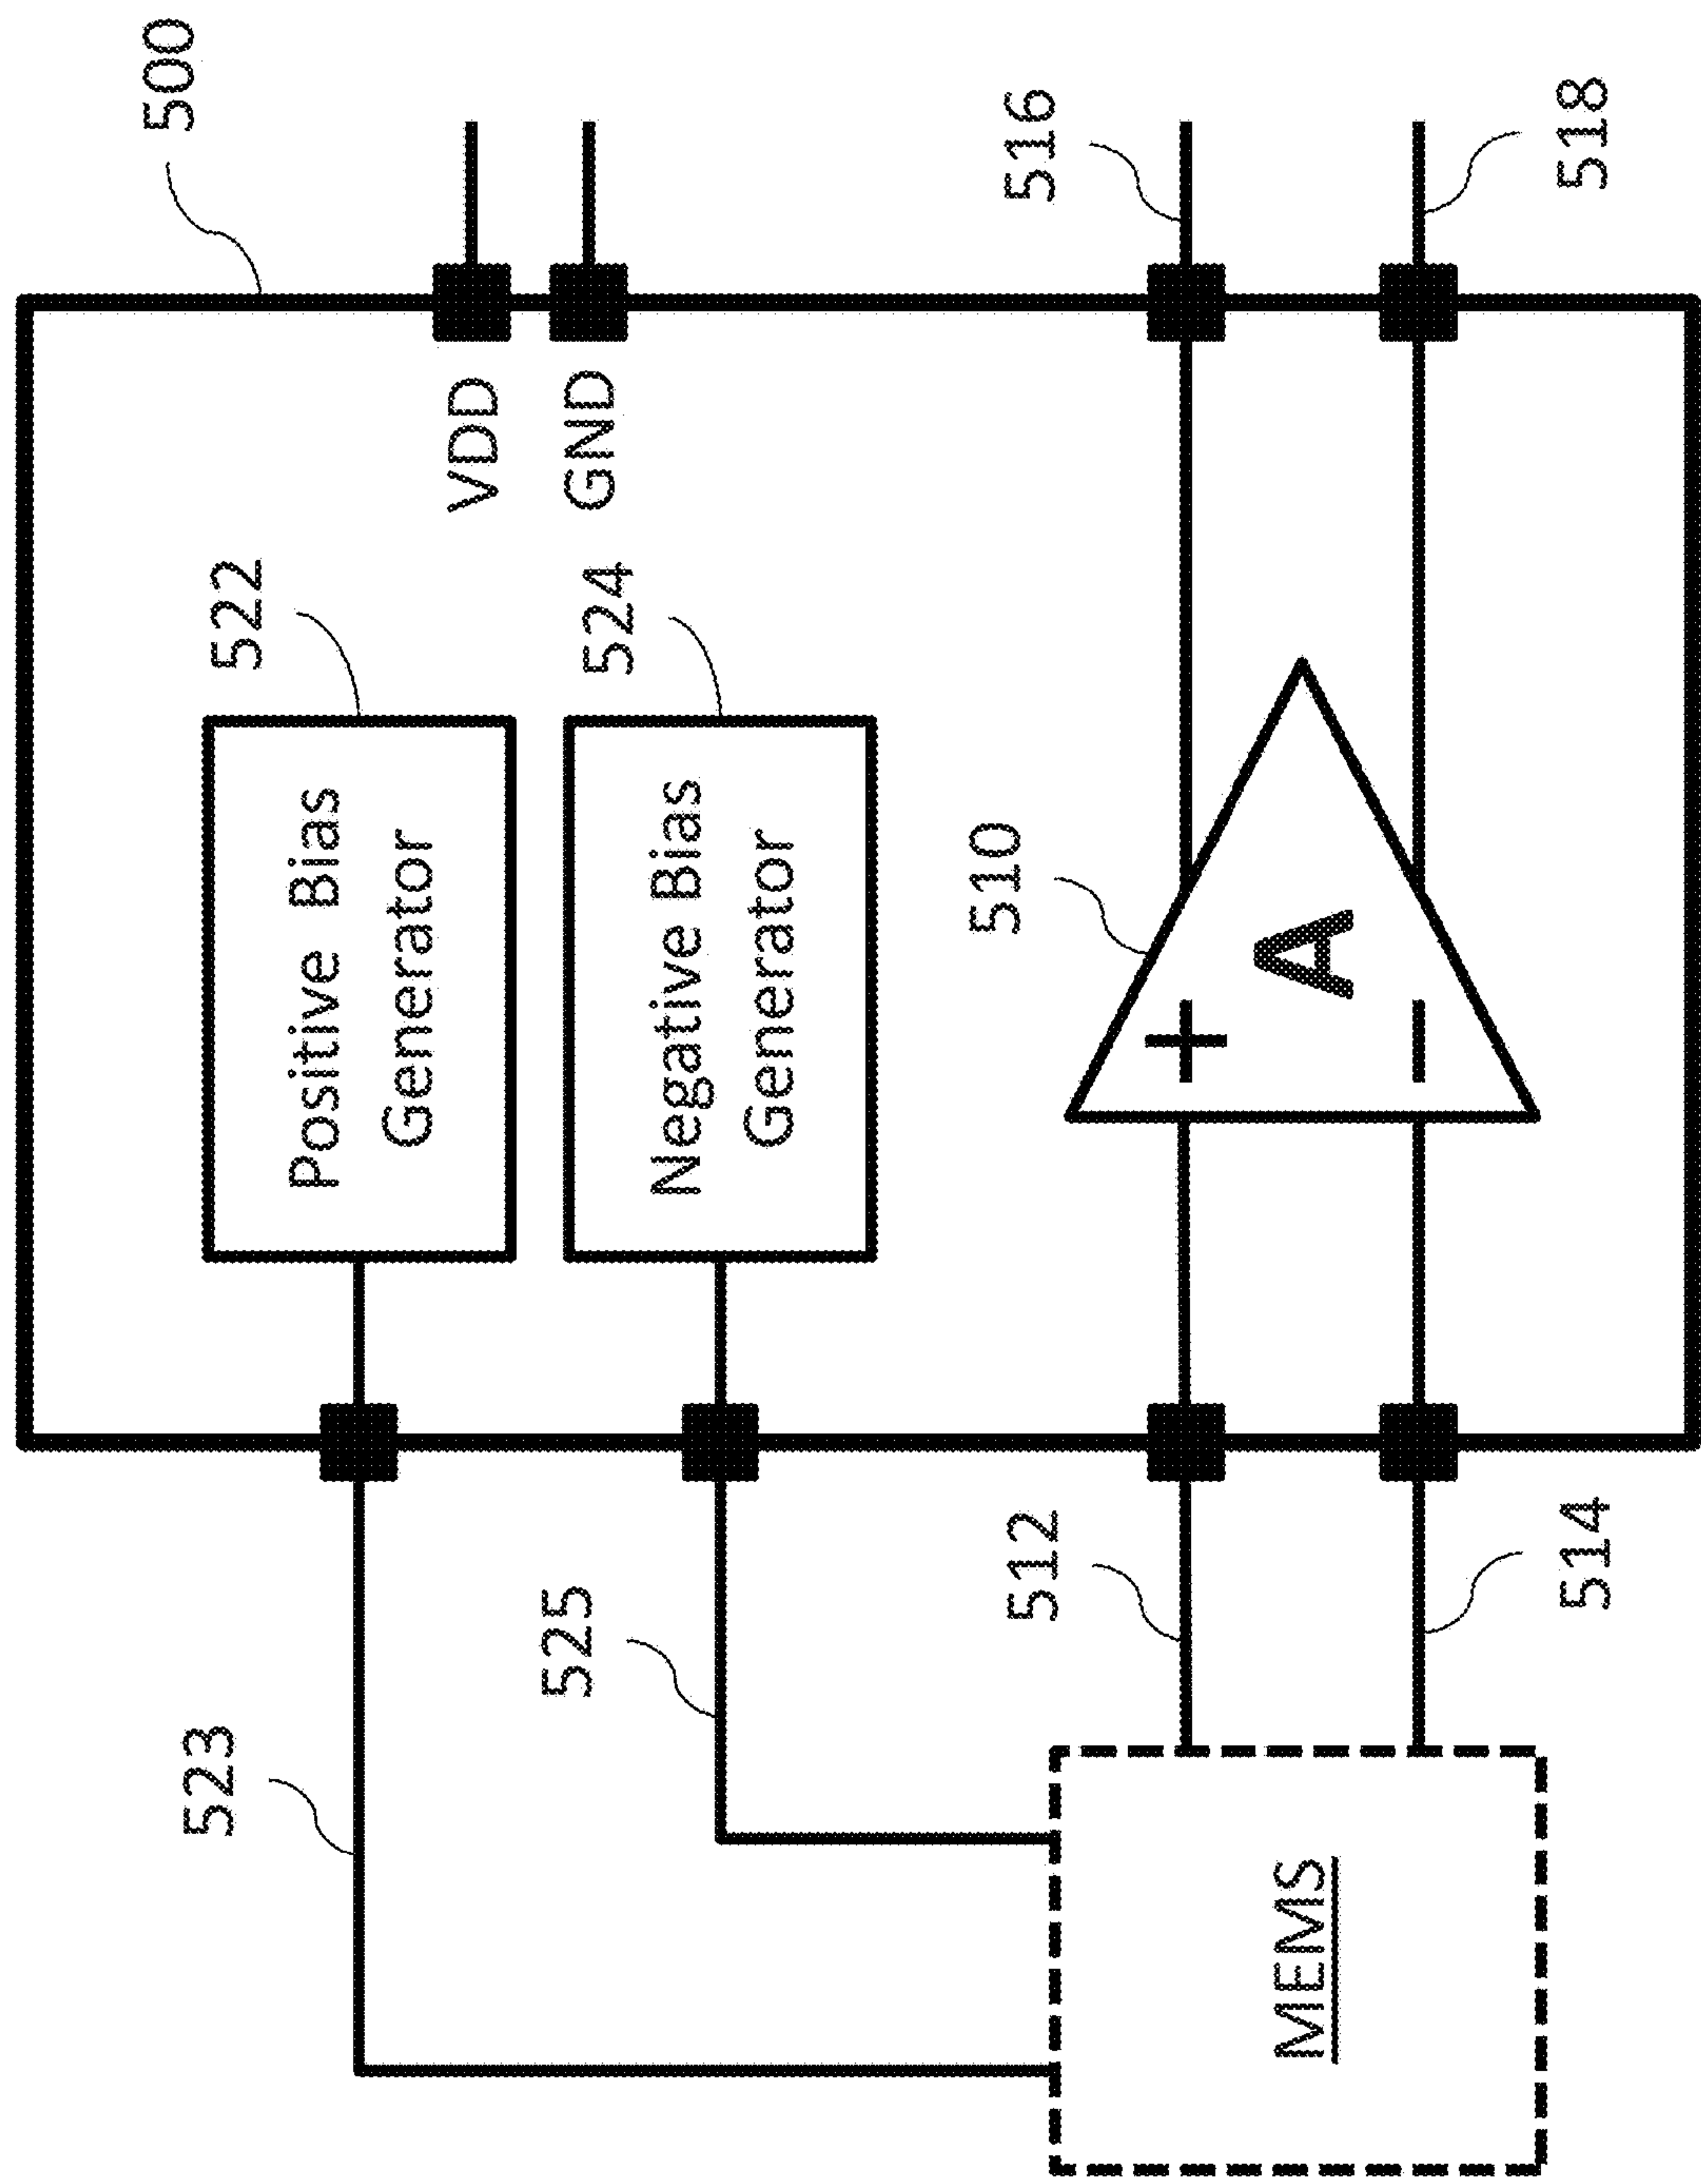 500
523
522
Positive Bias
Generator
VDD
GND
525
524
Negative Bias
Generator
512
510
516
+
A
−
MEMS
514
518